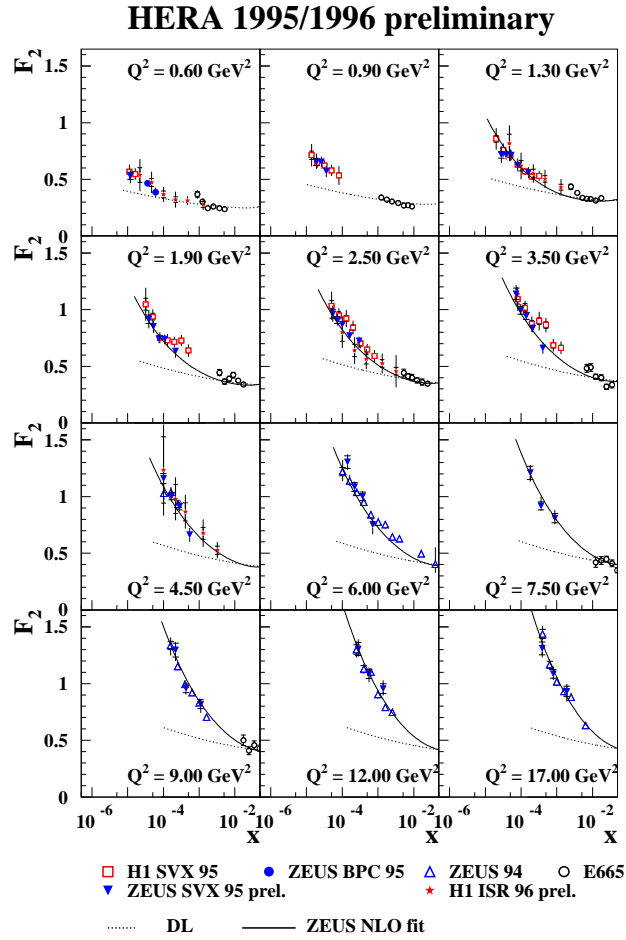 HERA 1995/1996 preliminary
F2
1.5
1
0.5
0
Q² = 0.60 GeV²
Q² = 0.90 GeV²
Q² = 1.30 GeV²
F2
1.5
1
0.5
0
Q² = 1.90 GeV²
Q² = 2.50 GeV²
Q² = 3.50 GeV²
F2
1.5
1
0.5
0
Q² = 4.50 GeV²
Q² = 6.00 GeV²
Q² = 7.50 GeV²
F2
1.5
1
0.5
0
Q² = 9.00 GeV²
Q² = 12.00 GeV²
Q² = 17.00 GeV²
10⁻⁶ 10⁻⁴ 10⁻² 10⁻⁶ 10⁻⁴ 10⁻² 10⁻⁶ 10⁻⁴ 10⁻²
x x x
H1 SVX 95 ZEUS BPC 95 ZEUS 94 E665
ZEUS SVX 95 prel. H1 ISR 96 prel.
DL ZEUS NLO fit